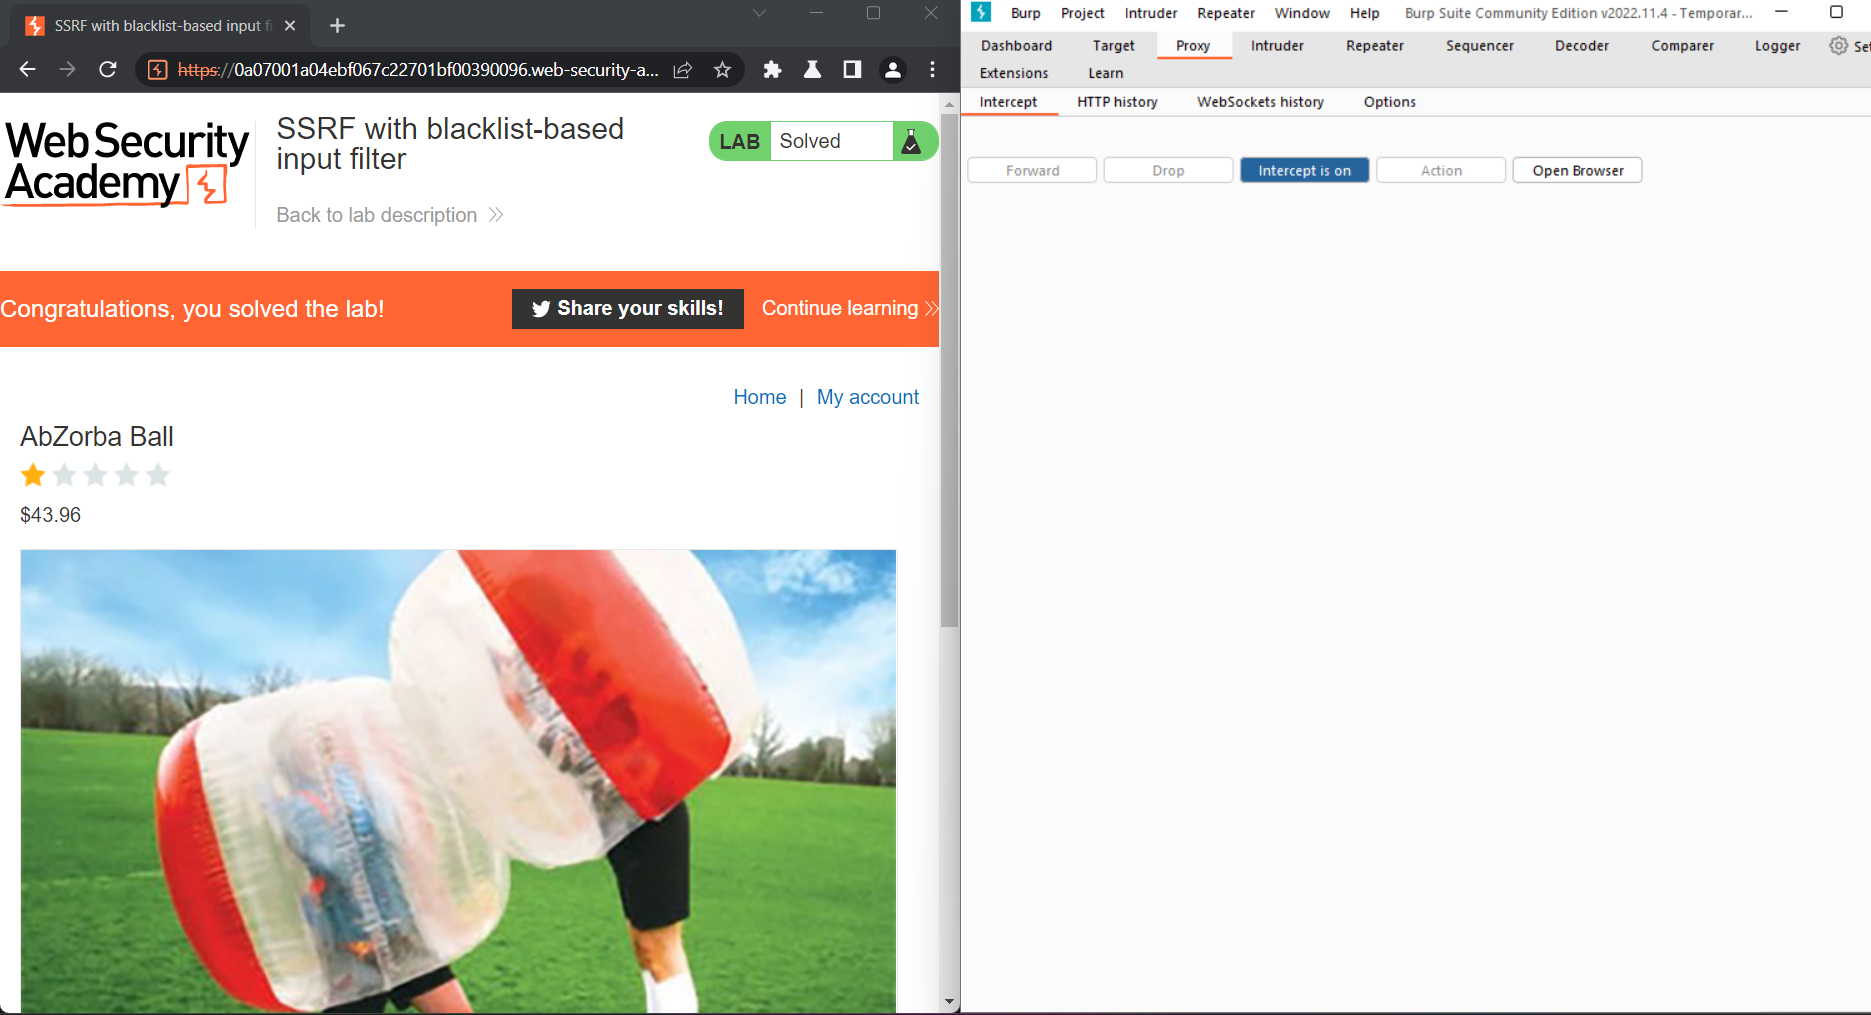 SSRF with blacklist-based input fi
https://0a07001a04ebf067c22701bf00390096.web-security-a...
Web Security
Academy
SSRF with blacklist-based
input filter
Back to lab description
LAB Solved
Congratulations, you solved the lab!
Share your skills!
Continue learning
Home | My account
AbZorba Ball
$43.96
Burp Project Intruder Repeater Window Help Burp Suite Community Edition v2022.11.4 - Temporar...
Dashboard Target Proxy Intruder Repeater Sequencer Decoder Comparer Logger Se
Extensions Learn
Intercept HTTP history WebSockets history Options
Forward Drop Intercept is on Action Open Browser